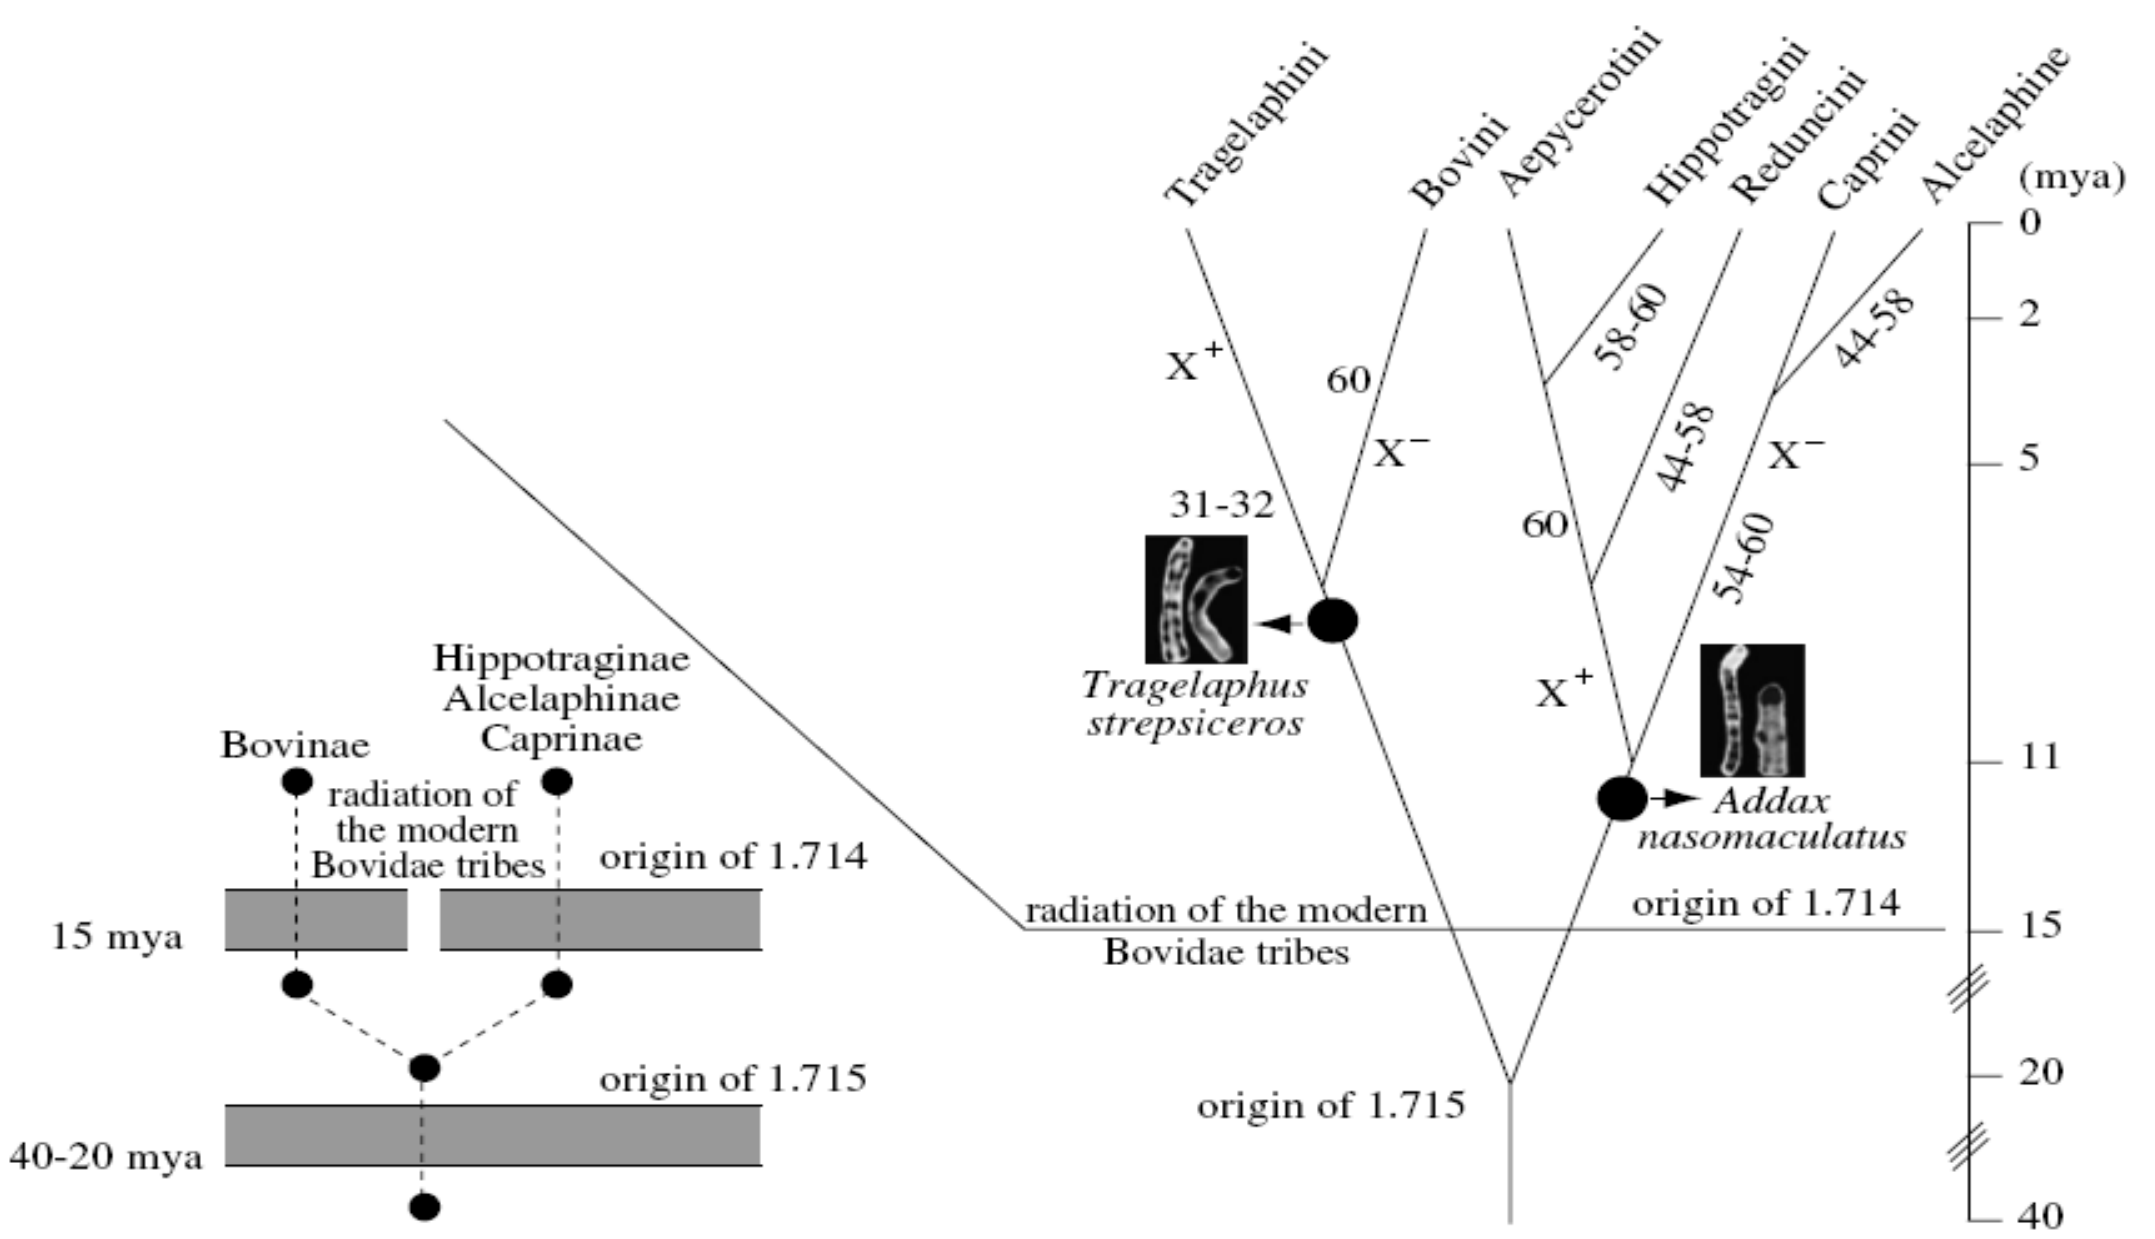 Tragelaphini
Bovini
Aepycerotini
Hippotragini
Reduncini
Caprini
Alcelaphine
(mya)
0
2
5
11
15
20
40
X+
60
X−
31-32
58-60
44-58
44-58
60
X−
54-60
X+
Tragelaphus
strepsiceros
Addax
nasomaculatus
radiation of the modern
Bovidae tribes
origin of 1.714
origin of 1.715
Hippotraginae
Alcelaphinae
Caprinae
Bovinae
radiation of
the modern
Bovidae tribes
origin of 1.714
15 mya
origin of 1.715
40-20 mya